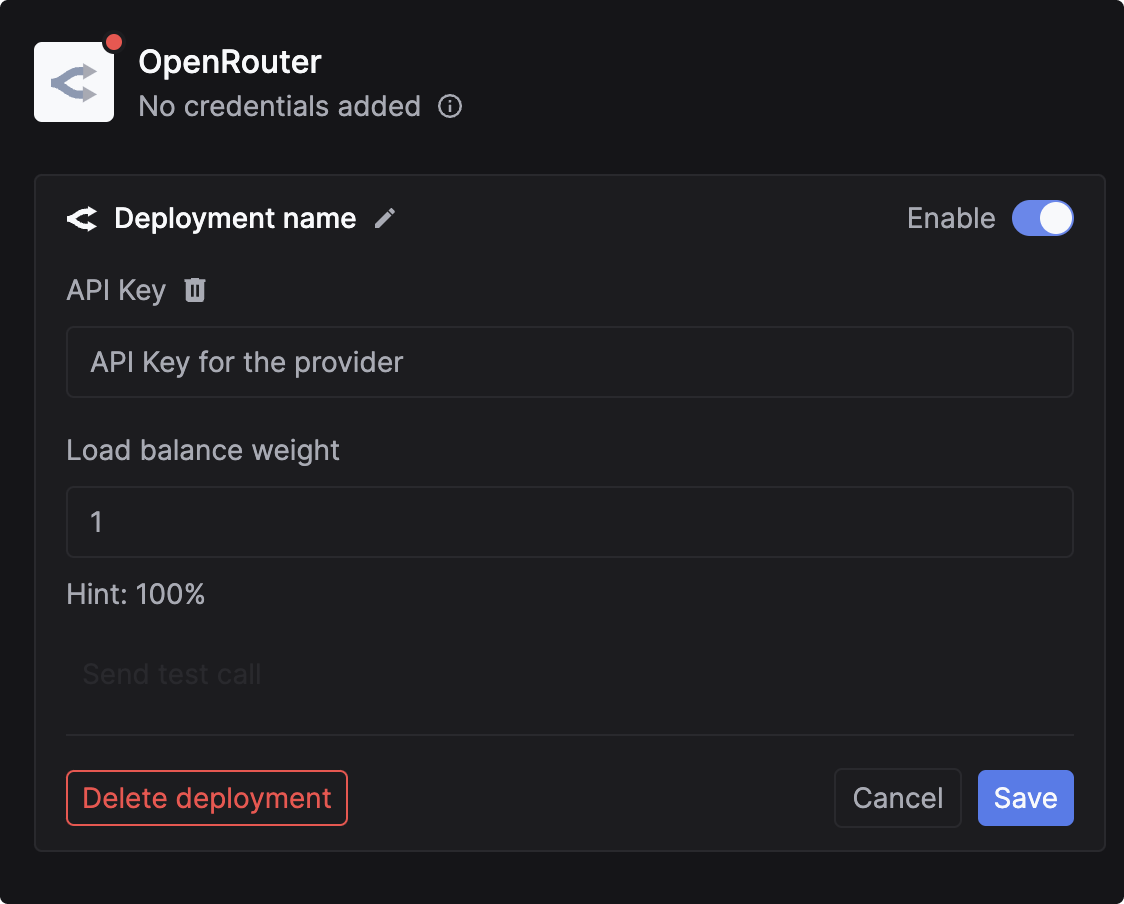 OpenRouter
No credentials added
Deployment name
Enable
API Key
API Key for the provider
Load balance weight
1
Hint: 100%
Send test call
Delete deployment
Cancel
Save